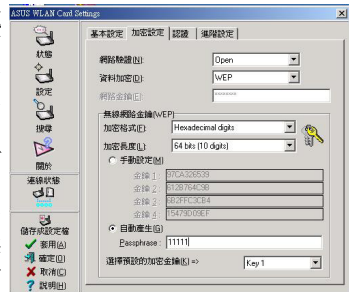 ASUS WLAN Card Settings
狀態
設定
搜尋
關於
連線狀態
儲存成設定檔
套用(A)
確定(O)
取消(C)
說明(H)
基本設定 加密設定 認證 進階設定
網路驗證(N): Open
資料加密(D): WEP
網路金鑰(E): ********
無線網路金鑰(WEP)
加密格式(F): Hexadecimal digits
加密長度(L): 64 bits (10 digits)
手動設定(M)
金鑰 1: 97CA326539
金鑰 2: 612B764C9B
金鑰 3: 6B2FFC3CB4
金鑰 4: 15479D09EF
自動產生(G)
Passphrase: 11111
選擇預設的加密金鑰(K) => Key 1